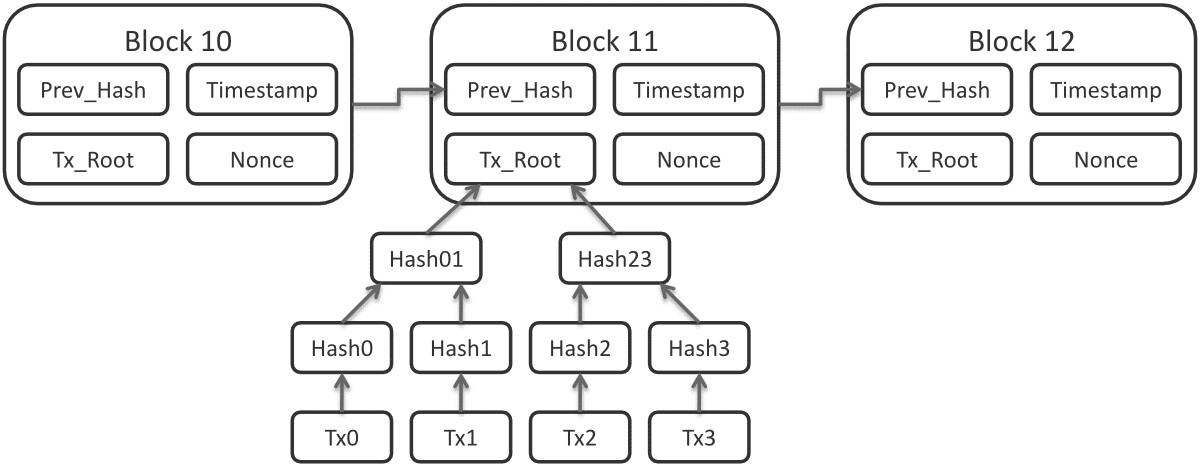 Block 10
Prev_Hash
Timestamp
Tx_Root
Nonce
Block 11
Prev_Hash
Timestamp
Tx_Root
Nonce
Block 12
Prev_Hash
Timestamp
Tx_Root
Nonce
Hash01
Hash23
Hash0
Hash1
Hash2
Hash3
Tx0
Tx1
Tx2
Tx3